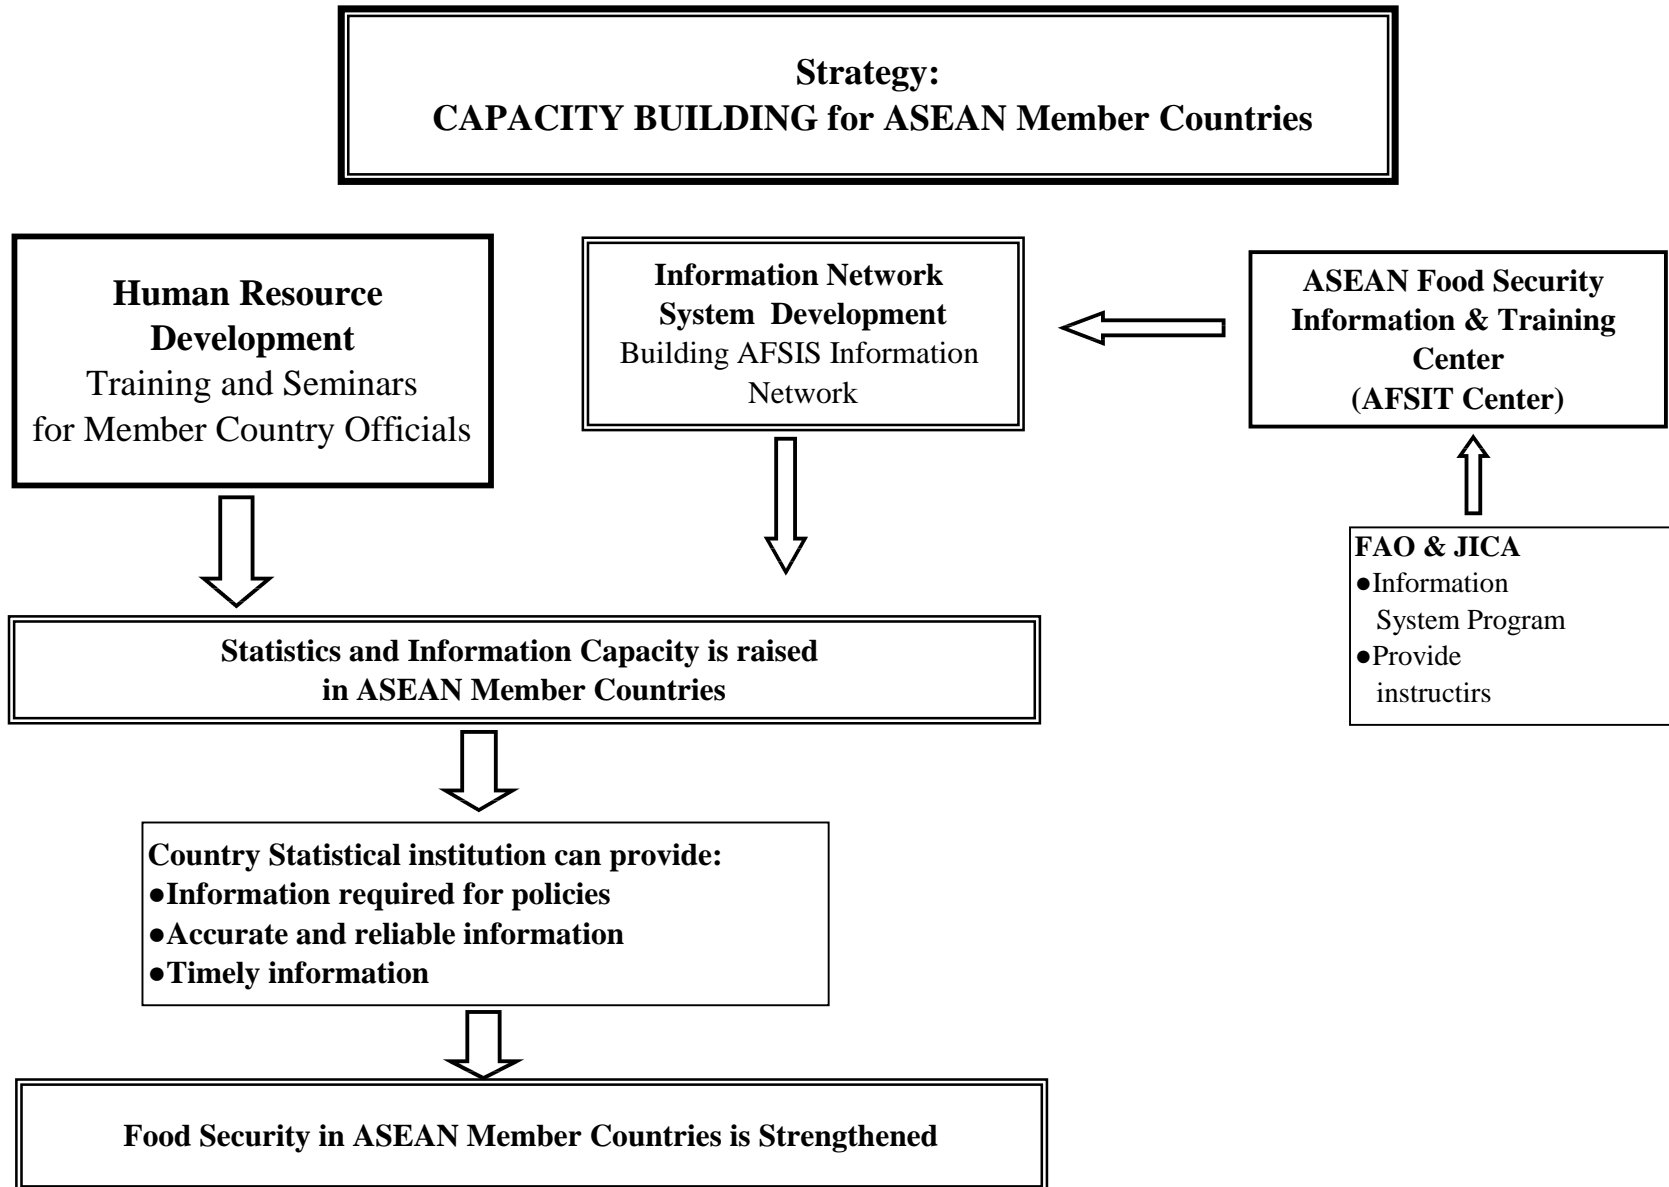 Strategy:
CAPACITY BUILDING for ASEAN Member Countries
Human Resource
Development
Training and Seminars
for Member Country Officials
Information Network
System Development
Building AFSIS Information
Network
ASEAN Food Security
Information & Training
Center
(AFSIT Center)
FAO & JICA
●Information
System Program
●Provide
instructirs
Statistics and Information Capacity is raised
in ASEAN Member Countries
Country Statistical institution can provide:
●Information required for policies
●Accurate and reliable information
●Timely information
Food Security in ASEAN Member Countries is Strengthened